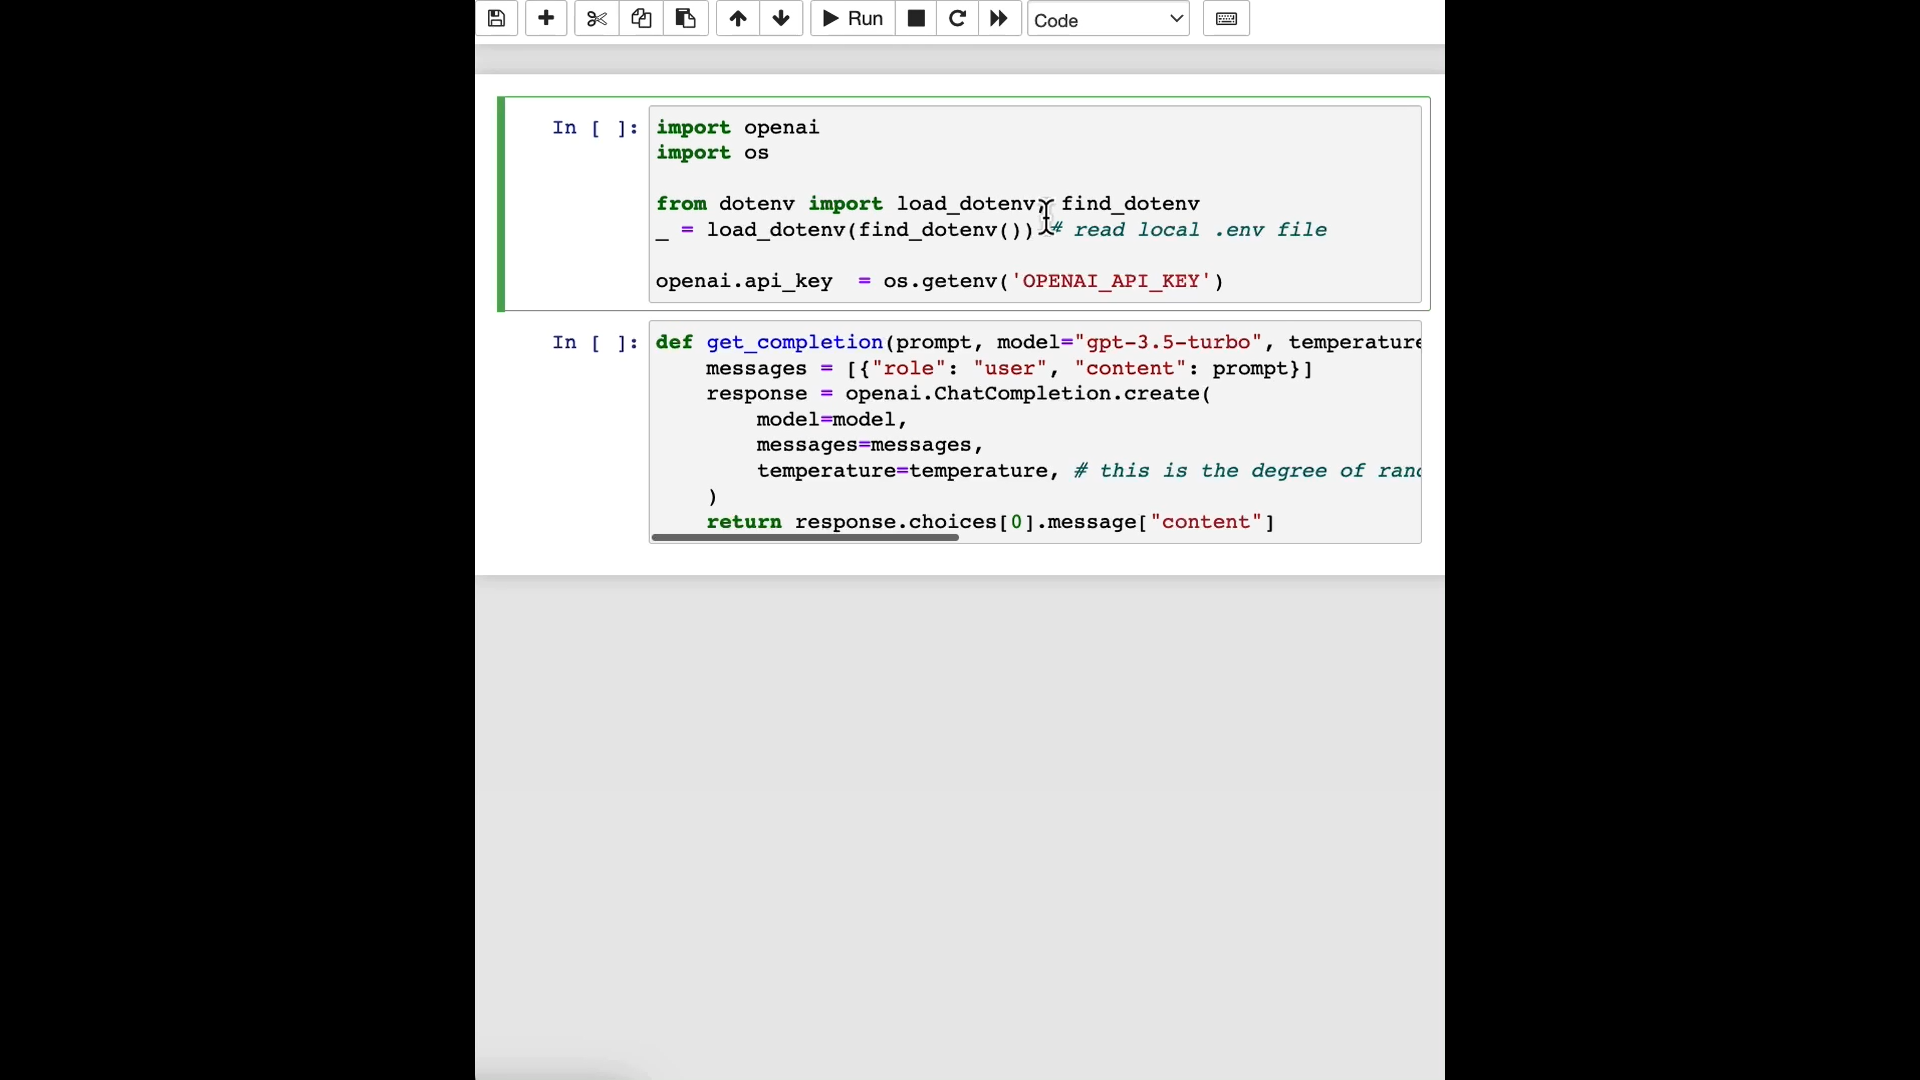 Run
Code
In [ ]:
import openai
import os
from dotenv import load_dotenv, find_dotenv
_ = load_dotenv(find_dotenv()) # read local .env file
openai.api_key  = os.getenv('OPENAI_API_KEY')
In [ ]:
def get_completion(prompt, model="gpt-3.5-turbo", temperature
    messages = [{"role": "user", "content": prompt}]
    response = openai.ChatCompletion.create(
        model=model,
        messages=messages,
        temperature=temperature, # this is the degree of
    )
    return response.choices[0].message["content"]